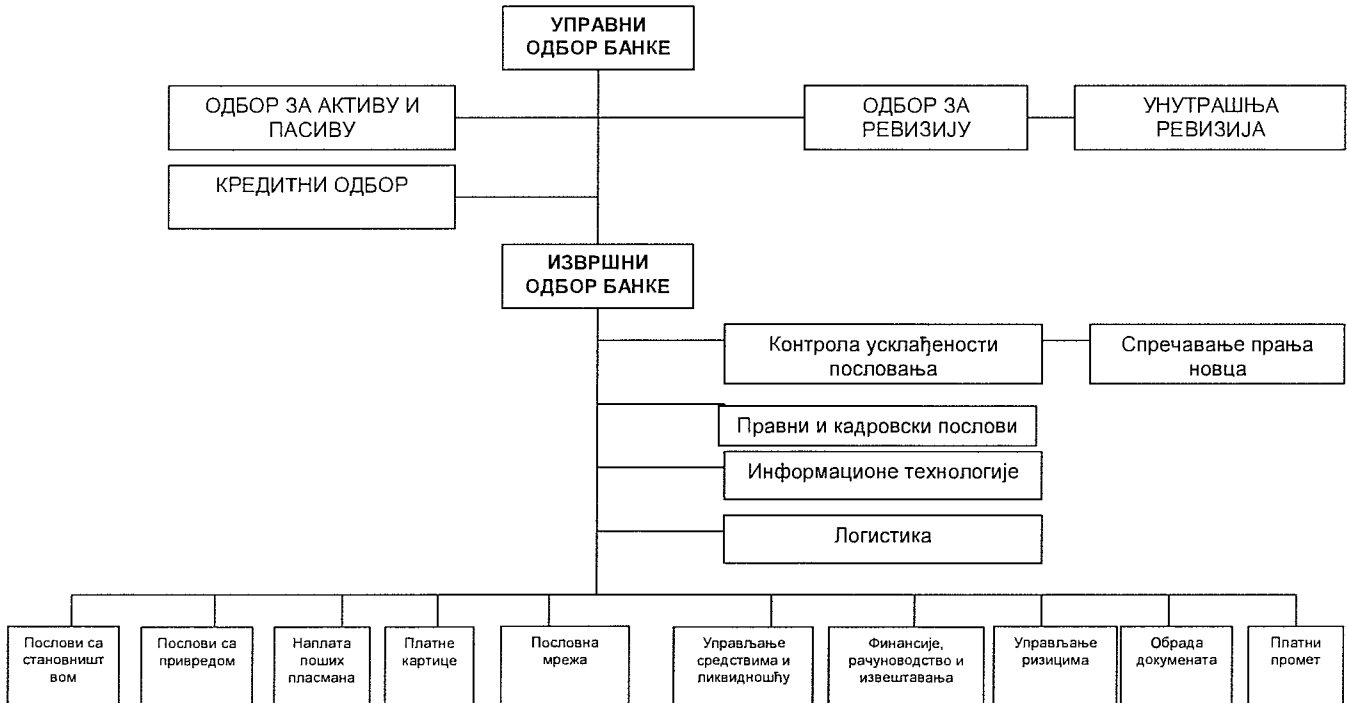 УПРАВНИ
ОДБОР БАНКЕ
ОДБОР ЗА АКТИВУ И
ПАСИВУ
ОДБОР ЗА
РЕВИЗИЈУ
УНУТРАШЊА
РЕВИЗИЈА
КРЕДИТНИ ОДБОР
ИЗВРШНИ
ОДБОР БАНКЕ
Контрола усклађености
пословања
Спречавање прања
новца
Правни и кадровски послови
Информационе технологије
Логистика
Послови са
становништ
вом
Послови са
привредом
Наплата
поших
пласмана
Платне
картице
Пословна
мрежа
Управљање
средствима и
ликвидношћу
Финансије,
рачуноводство и
извештавања
Управљање
ризицима
Обрада
докумената
Платни
промет